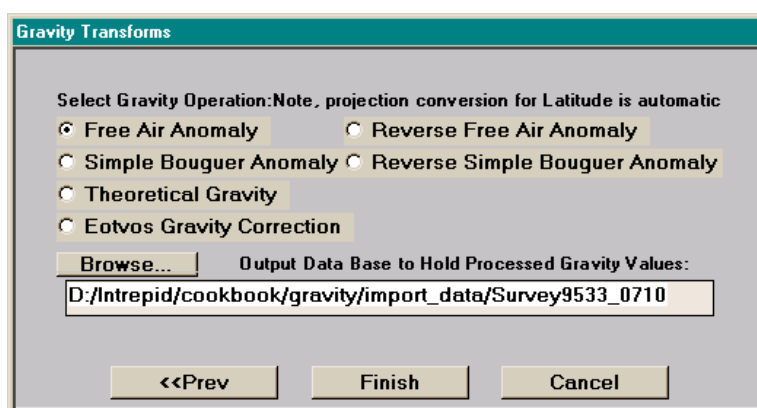 Gravity Transforms
Select Gravity Operation:Note, projection conversion for Latitude is automatic
Free Air Anomaly Reverse Free Air Anomaly
Simple Bouguer Anomaly Reverse Simple Bouguer Anomaly
Theoretical Gravity
Eotvos Gravity Correction
Browse... Output Data Base to Hold Processed Gravity Values:
D:/Intrepid/cookbook/gravity/import_data/Survey9533_0710
<<Prev Finish Cancel